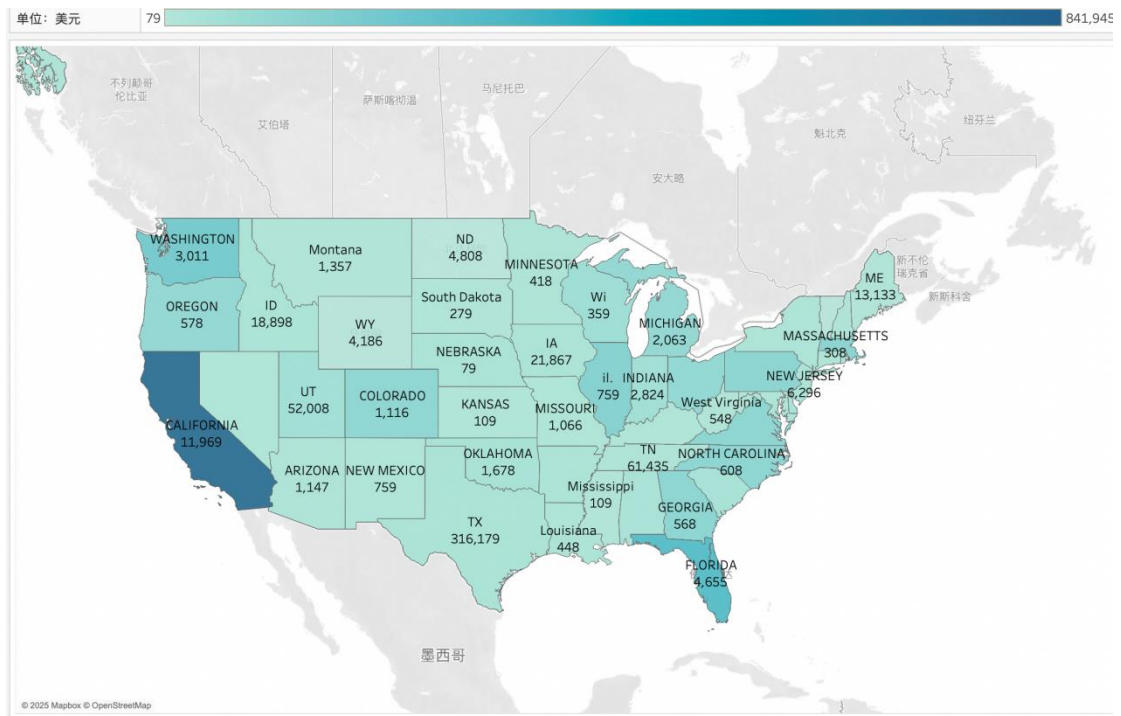 单位：美元
79
841,945
不列颠哥
伦比亚
艾伯塔
萨斯喀彻温
马尼托巴
安大略
魁北克
纽芬兰
新不伦
瑞克省
新斯科舍
WASHINGTON
3,011
Montana
1,357
ND
4,808
MINNESOTA
418
ME
13,133
OREGON
578
ID
18,898
WY
4,186
South Dakota
279
Wi
359
MICHIGAN
2,063
MASSACHUSETTS
308
NEBRASKA
79
IA
21,867
NEW JERSEY
6,296
UT
52,008
COLORADO
1,116
KANSAS
109
MISSOURI
1,066
il.
759
INDIANA
2,824
West Virginia
548
CALIFORNIA
11,969
ARIZONA
1,147
NEW MEXICO
759
OKLAHOMA
1,678
TN
61,435
NORTH CAROLINA
608
Mississippi
109
GEORGIA
568
TX
316,179
Louisiana
448
FLORIDA
4,655
墨西哥
© 2025 Mapbox © OpenStreetMap